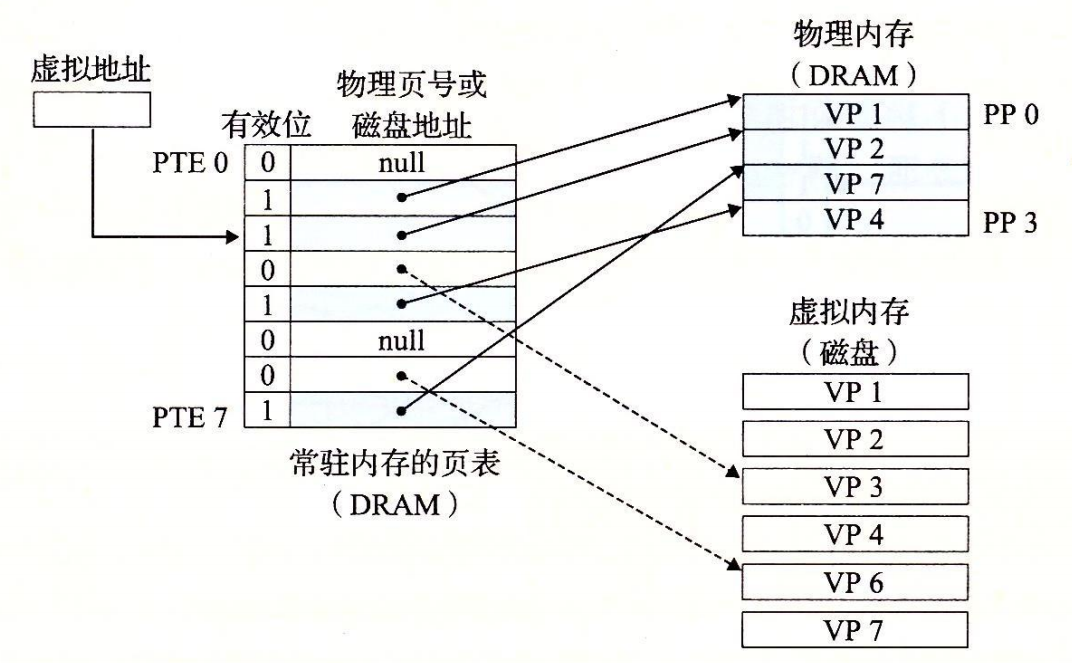 虚拟地址
有效位
物理页号或
磁盘地址
PTE 0 0 null
1
1
0
1
0 null
0
PTE 7 1
常驻内存的页表
（DRAM）
物理内存
（DRAM）
VP 1 PP 0
VP 2
VP 7
VP 4 PP 3
虚拟内存
（磁盘）
VP 1
VP 2
VP 3
VP 4
VP 6
VP 7